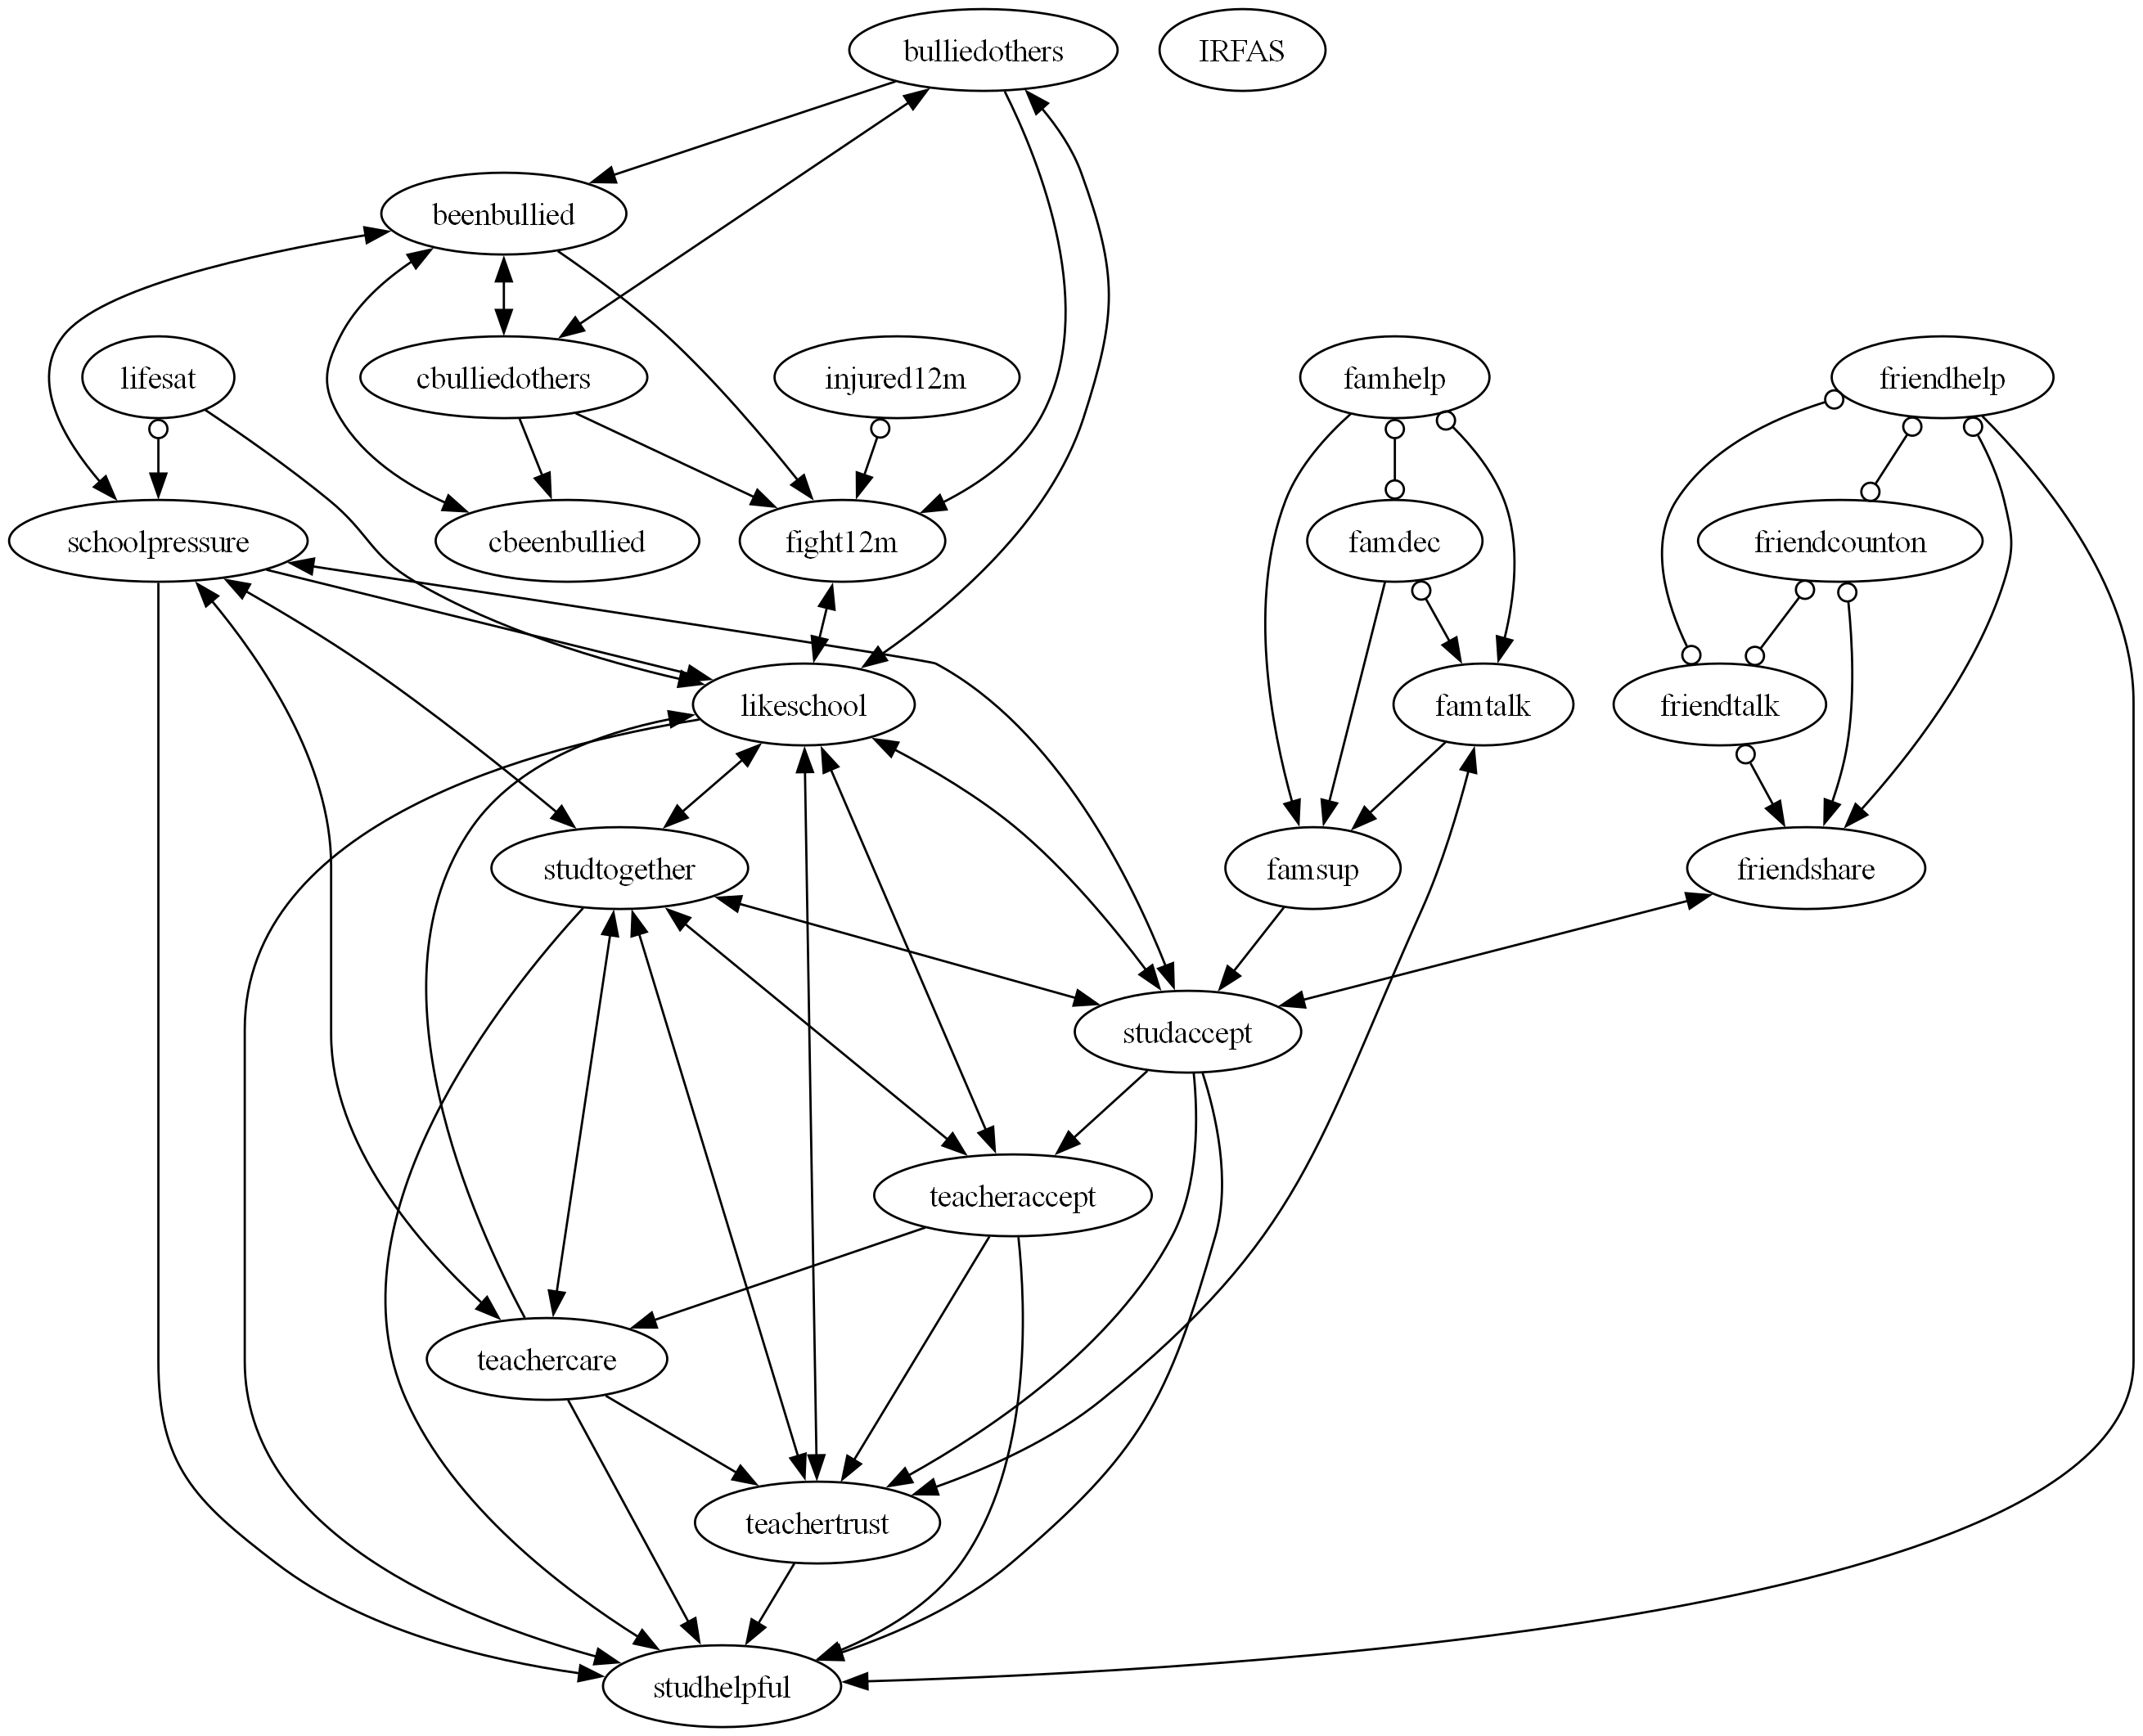 bulliedothers
IRFAS
beenbullied
lifesat
cbulliedothers
injured12m
famhelp
friendhelp
schoolpressure
cbeenbullied
fight12m
famdec
friendcounton
likeschool
famtalk
friendtalk
studtogether
famsup
friendshare
studaccept
teacheraccept
teachercare
teachertrust
studhelpful